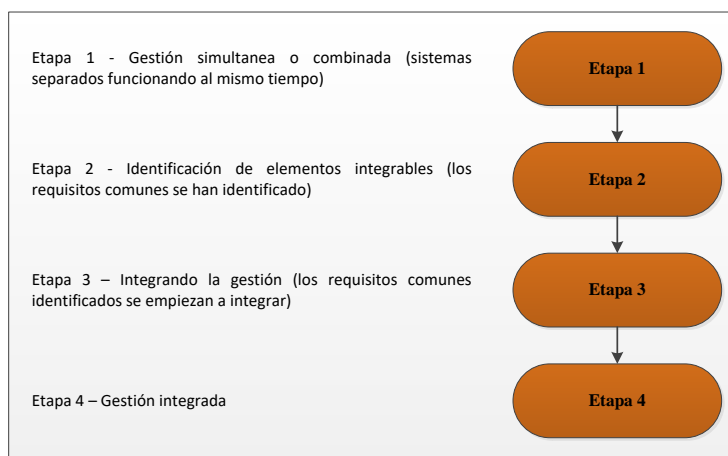 Etapa 1 - Gestión simultanea o combinada (sistemas
separados funcionando al mismo tiempo)
Etapa 1
Etapa 2 - Identificación de elementos integrables (los
requisitos comunes se han identificado)
Etapa 2
Etapa 3 – Integrando la gestión (los requisitos comunes
identificados se empiezan a integrar)
Etapa 3
Etapa 4 – Gestión integrada
Etapa 4